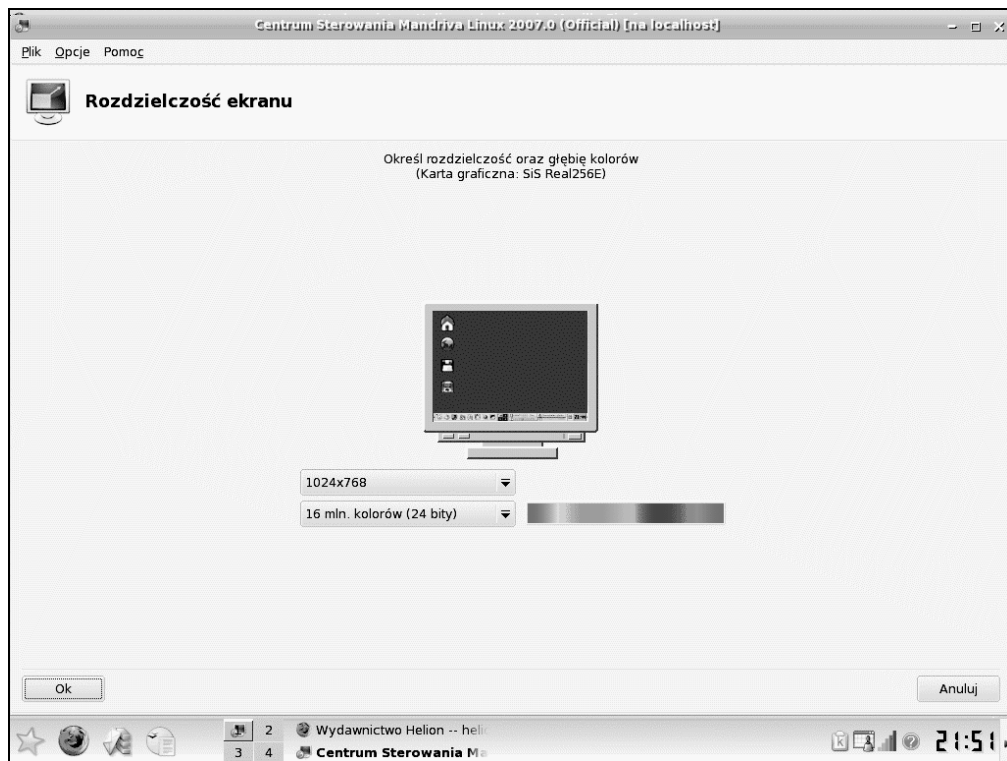 Centrum Sterowania Mandriva Linux 2007.0 (Official) [na localhost]
Plik Opcje Pomoc
Rozdzielczość ekranu
Określ rozdzielczość oraz głębię kolorów
(Karta graficzna: SiS Real256E)
1024x768
16 mln. kolorów (24 bity)
Ok
Anuluj
2
Wydawnictwo Helion -- heli
3 4
Centrum Sterowania Ma
21:51